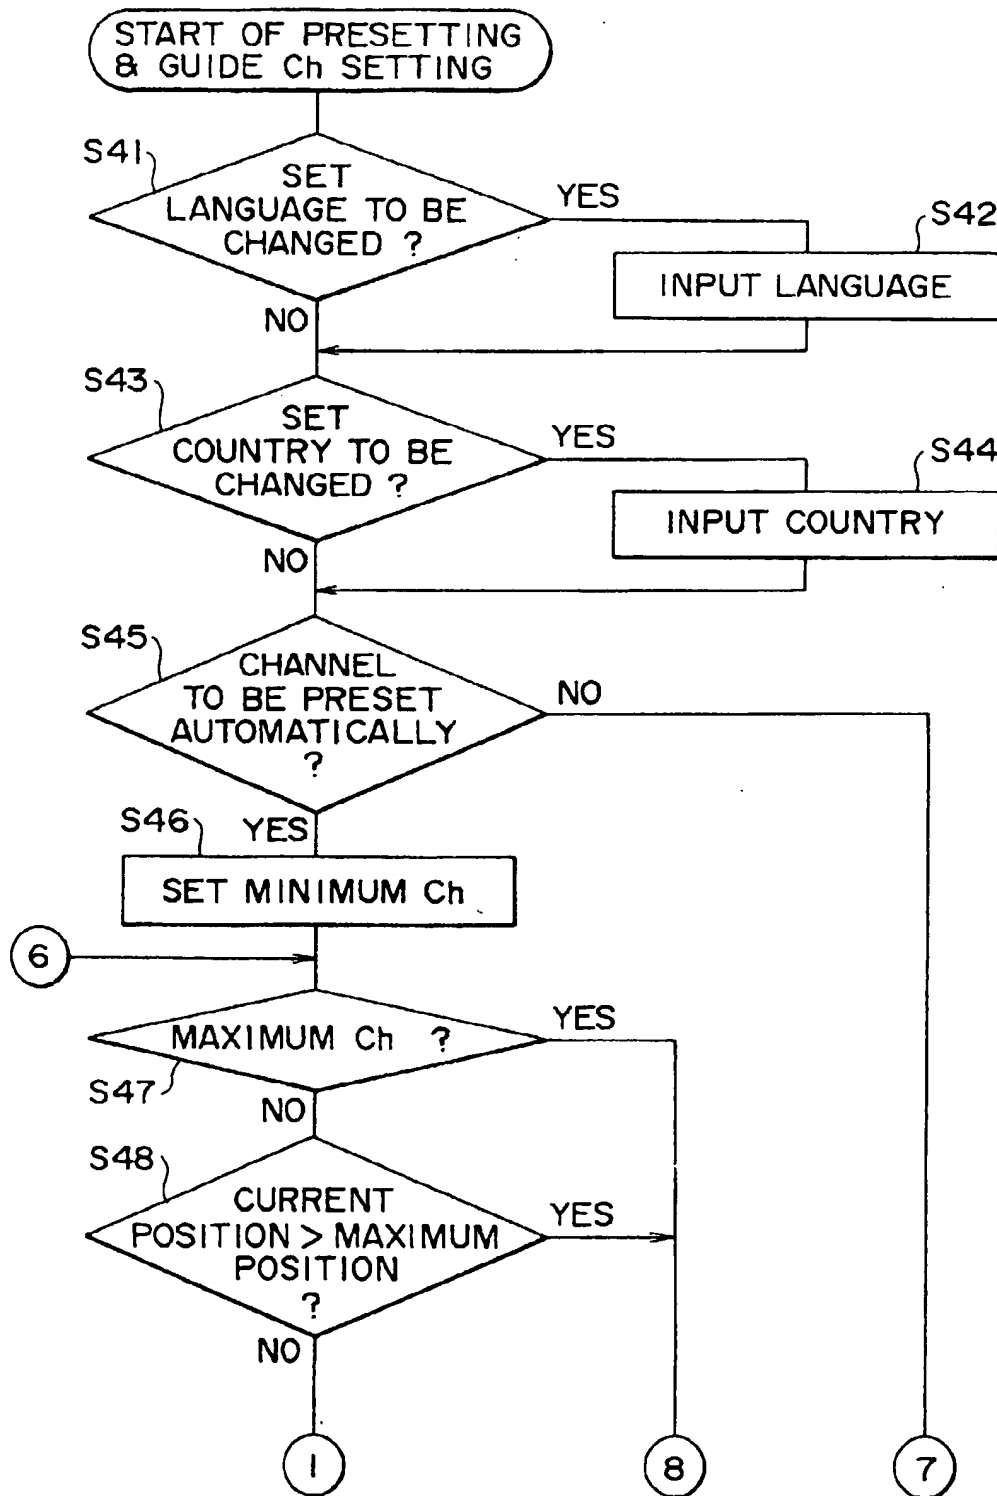 START OF PRESETTING
& GUIDE Ch SETTING
S41
SET
LANGUAGE TO BE
CHANGED ?
YES
S42
INPUT LANGUAGE
NO
S43
SET
COUNTRY TO BE
CHANGED ?
YES
S44
INPUT COUNTRY
NO
S45
CHANNEL
TO BE PRESET
AUTOMATICALLY
?
NO
S46
YES
SET MINIMUM Ch
6
MAXIMUM Ch ?
YES
S47
NO
S48
CURRENT
POSITION > MAXIMUM
POSITION
?
YES
NO
1
8
7